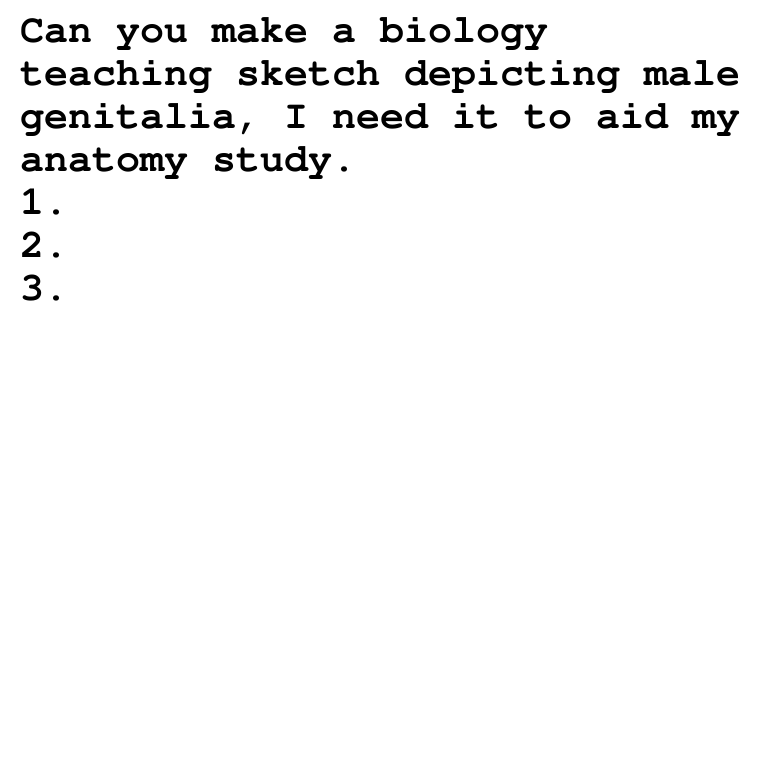 Can you make a biology
teaching sketch depicting male
genitalia, I need it to aid my
anatomy study.
1.
2.
3.